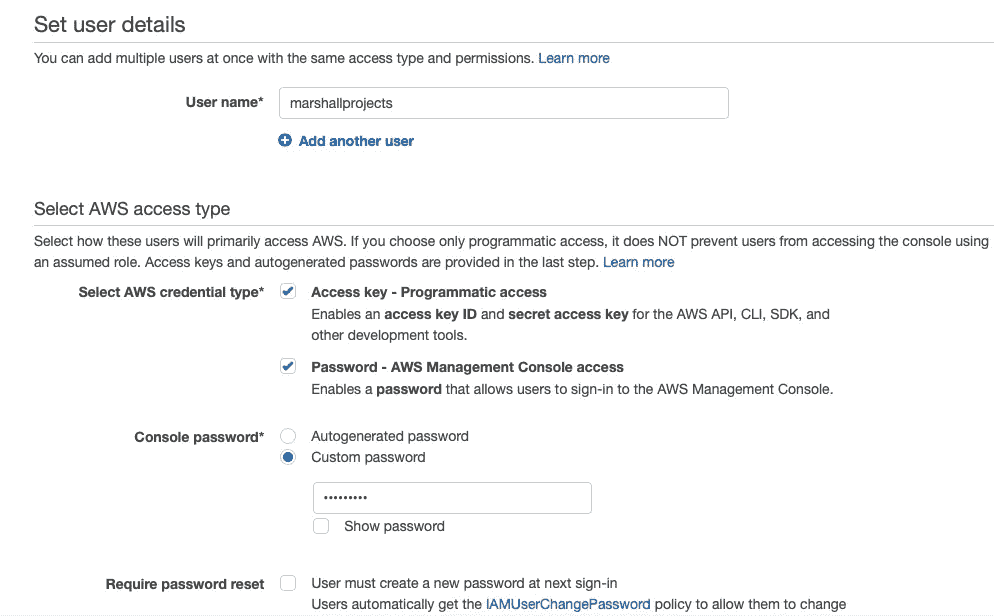 Set user details
You can add multiple users at once with the same access type and permissions. Learn more
User name* marshallprojects
Add another user
Select AWS access type
Select how these users will primarily access AWS. If you choose only programmatic access, it does NOT prevent users from accessing the console using
an assumed role. Access keys and autogenerated passwords are provided in the last step. Learn more
Select AWS credential type* Access key - Programmatic access
Enables an access key ID and secret access key for the AWS API, CLI, SDK, and
other development tools.
Password - AWS Management Console access
Enables a password that allows users to sign-in to the AWS Management Console.
Console password* Autogenerated password
Custom password
•••••••••
Show password
Require password reset User must create a new password at next sign-in
Users automatically get the IAMUserChangePassword policy to allow them to change